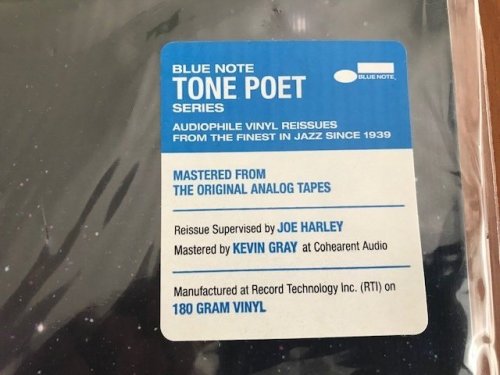 BLUE NOTE
TONE POET
SERIES
BLUE NOTE
AUDIOPHILE VINYL REISSUES
FROM THE FINEST IN JAZZ SINCE 1939
MASTERED FROM
THE ORIGINAL ANALOG TAPES
Reissue Supervised by JOE HARLEY
Mastered by KEVIN GRAY at Cohearent Audio
Manufactured at Record Technology Inc. (RTI) on
180 GRAM VINYL